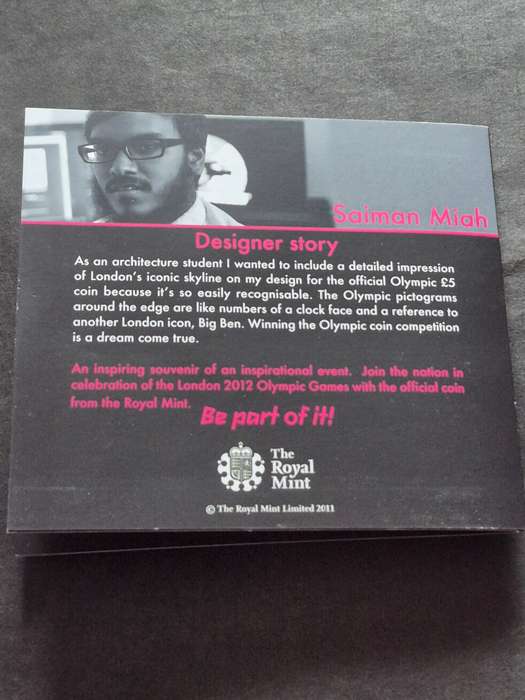 Saiman Miah
Designer story
As an architecture student I wanted to include a detailed impression
of London's iconic skyline on my design for the official Olympic £5
coin because it's so easily recognisable. The Olympic pictograms
around the edge are like numbers of a clock face and a reference to
another London icon, Big Ben. Winning the Olympic coin competition
is a dream come true.
An inspiring souvenir of an inspirational event. Join the nation in
celebration of the London 2012 Olympic Games with the official coin
from the Royal Mint.
Be part of it!
The
Royal
Mint
© The Royal Mint Limited 2011